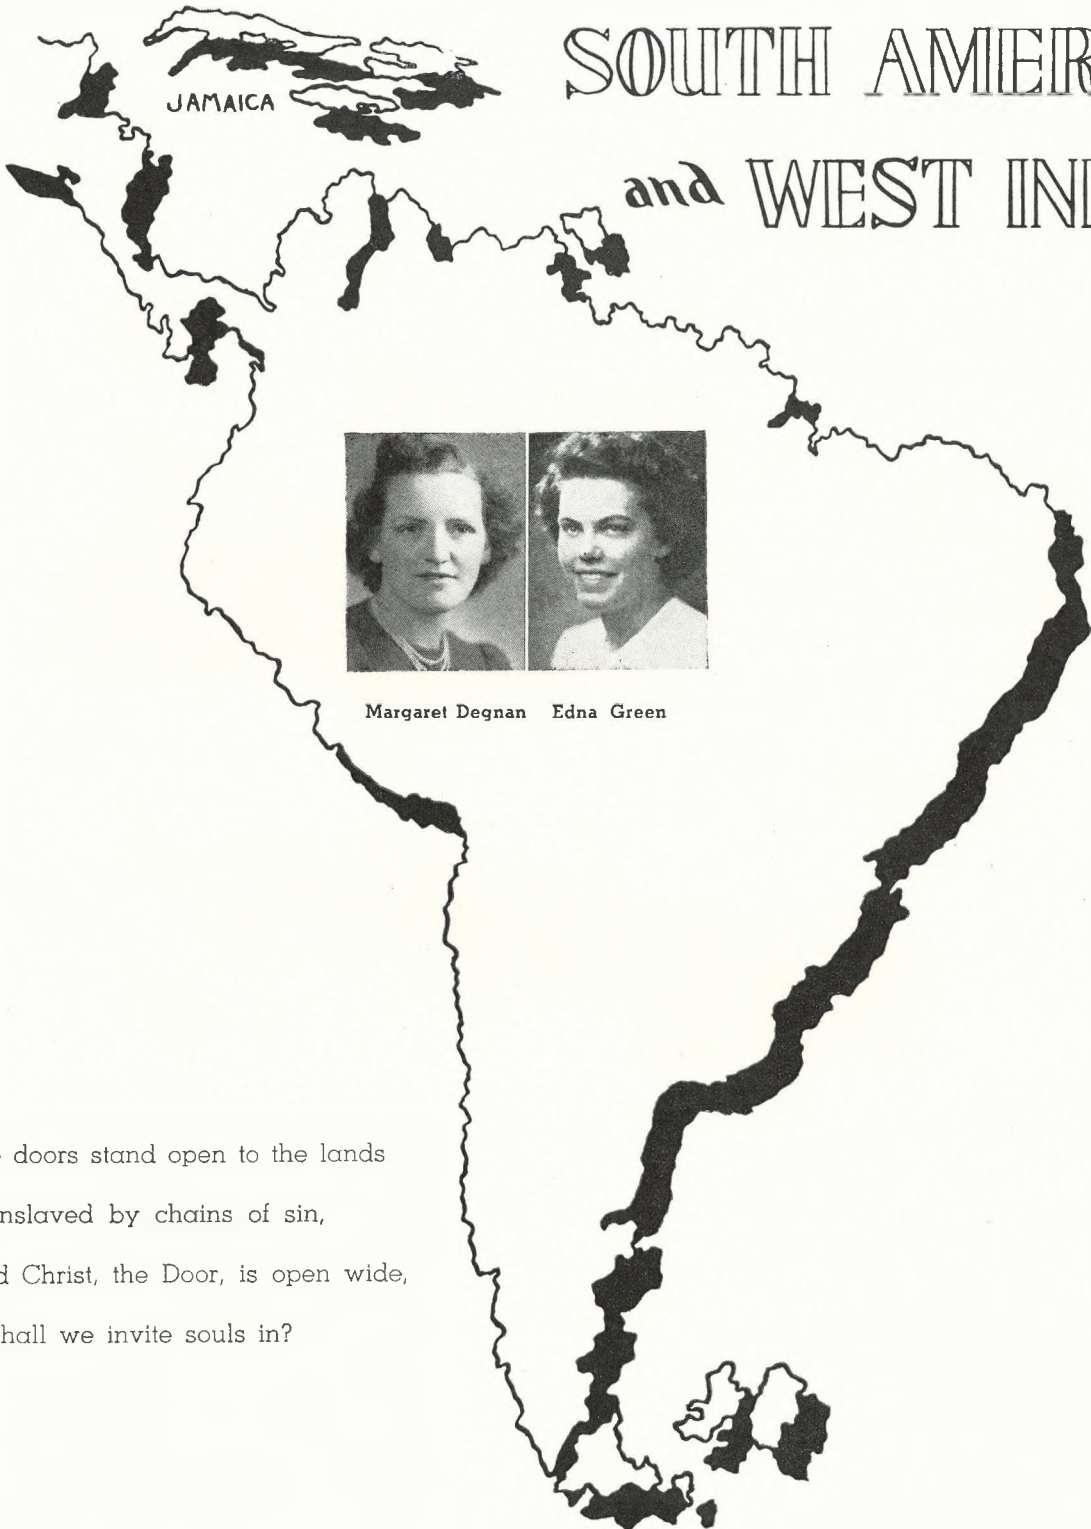 SOUTH AMER
and WEST IN
JAMAICA
Margaret Degnan Edna Green
doors stand open to the lands
nslaved by chains of sin,
d Christ, the Door, is open wide,
hall we invite souls in?